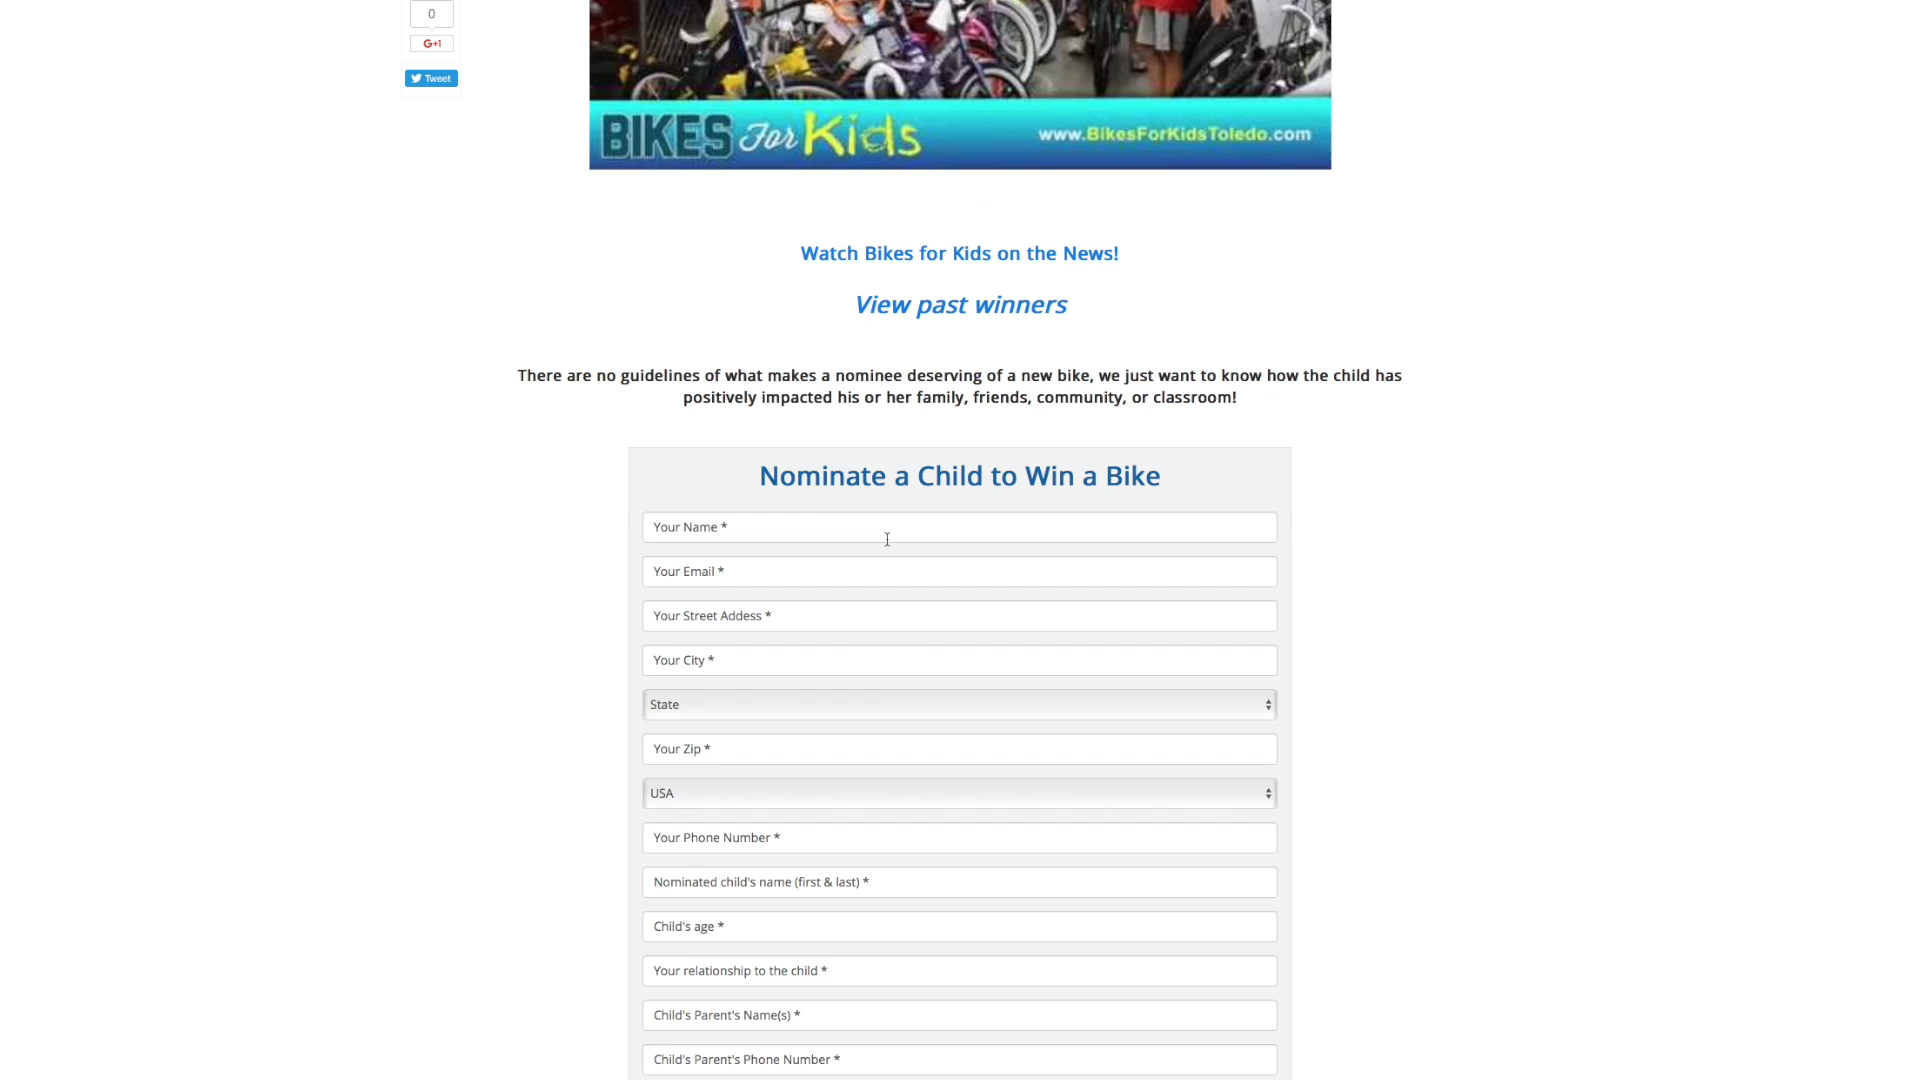 0
G+1
Tweet
BIKES For Kids
www.BikesForKidsToledo.com
Watch Bikes for Kids on the News!
View past winners
There are no guidelines of what makes a nominee deserving of a new bike, we just want to know how the child has
positively impacted his or her family, friends, community, or classroom!
Nominate a Child to Win a Bike
Your Name *
Your Email *
Your Street Addess *
Your City *
State
Your Zip *
USA
Your Phone Number *
Nominated child's name (first & last) *
Child's age *
Your relationship to the child *
Child's Parent's Name(s) *
Child's Parent's Phone Number *